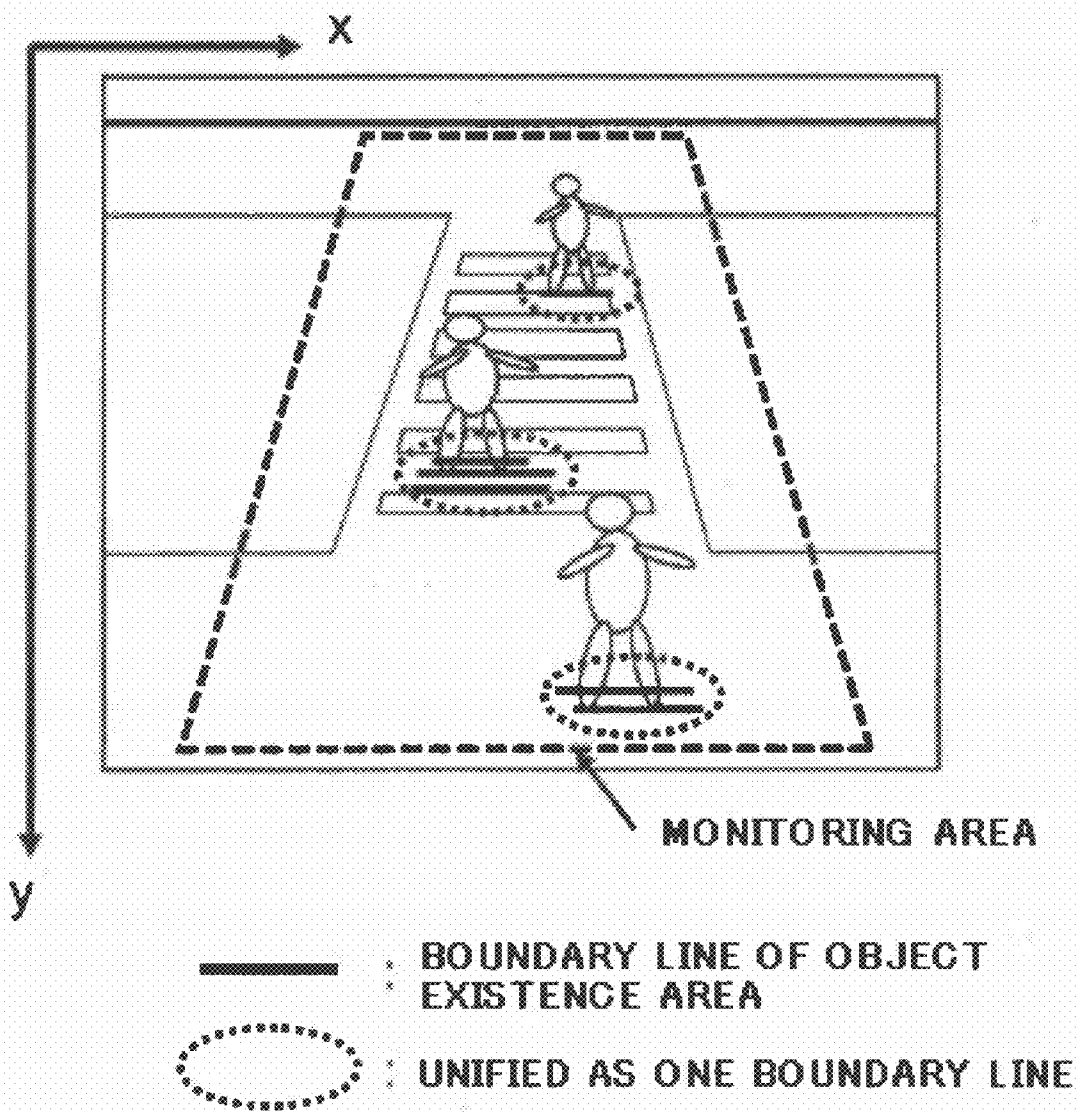 x
MONITORING AREA
y
: BOUNDARY LINE OF OBJECT
EXISTENCE AREA
: UNIFIED AS ONE BOUNDARY LINE